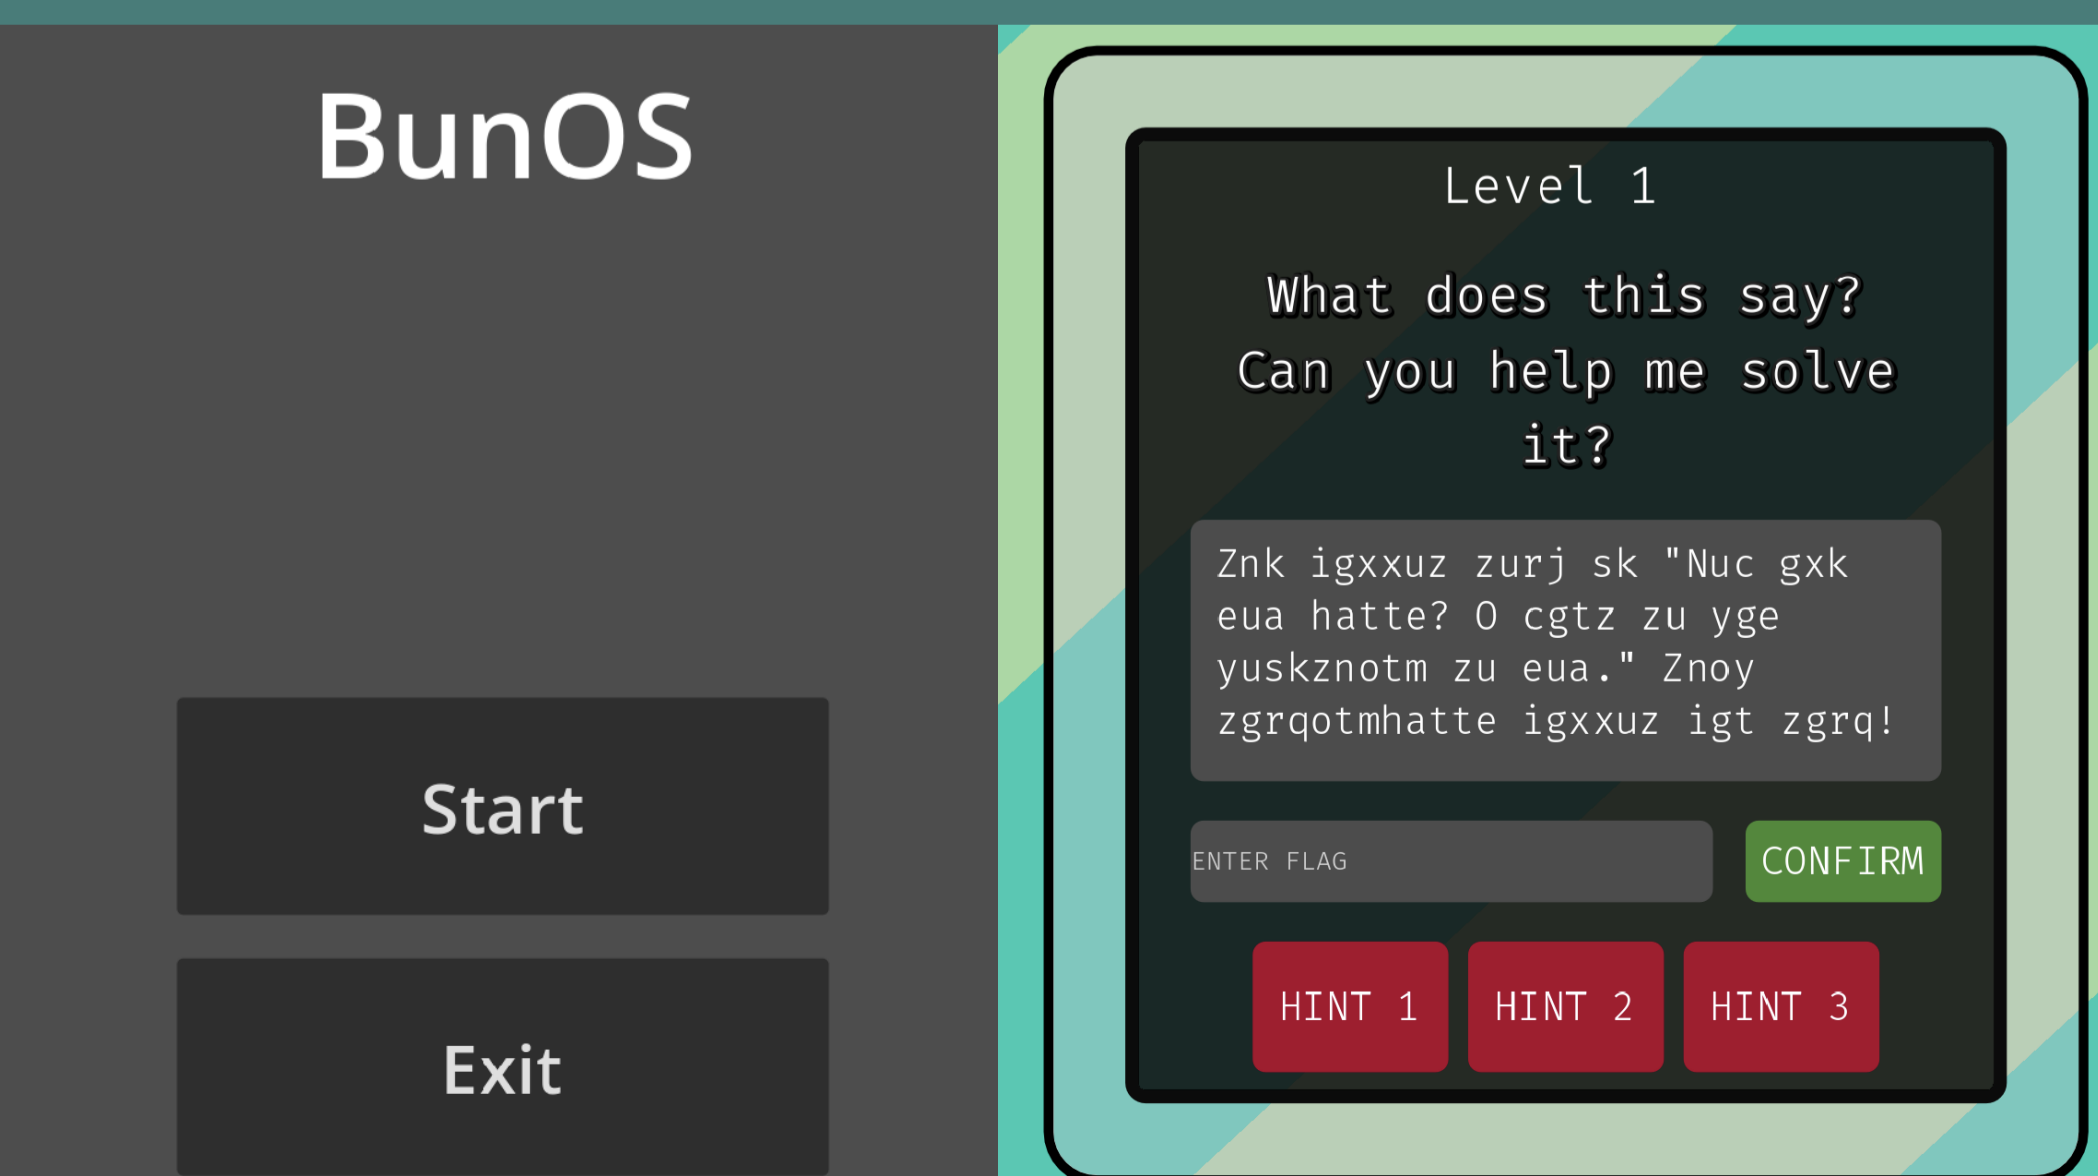 BunOS
Start
Exit
Level 1
What does this say?
Can you help me solve
it?
Znk igxxuz zurj sk "Nuc gxk
eua hatte? O cgtz zu yge
yuskznotm zu eua." Znoy
zgrqotmhatte igxxuz igt zgrq!
ENTER FLAG
CONFIRM
HINT 1
HINT 2
HINT 3